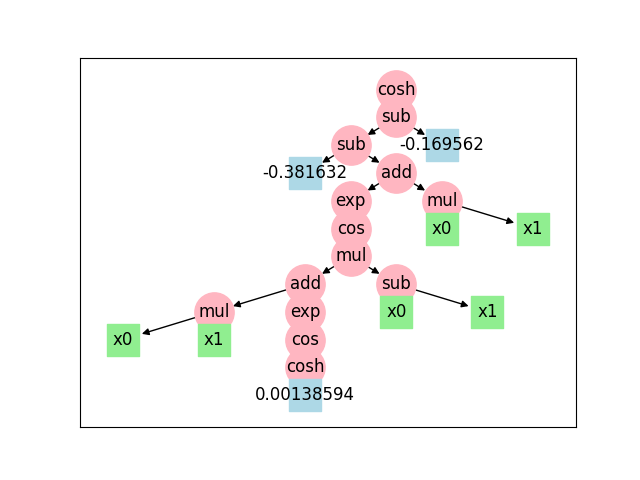 cosh
sub
sub -0.169562
-0.381632 add
exp mul
cos x0 x1
mul
add sub
mul exp x0 x1
x0 x1 cos
cosh
0.00138594